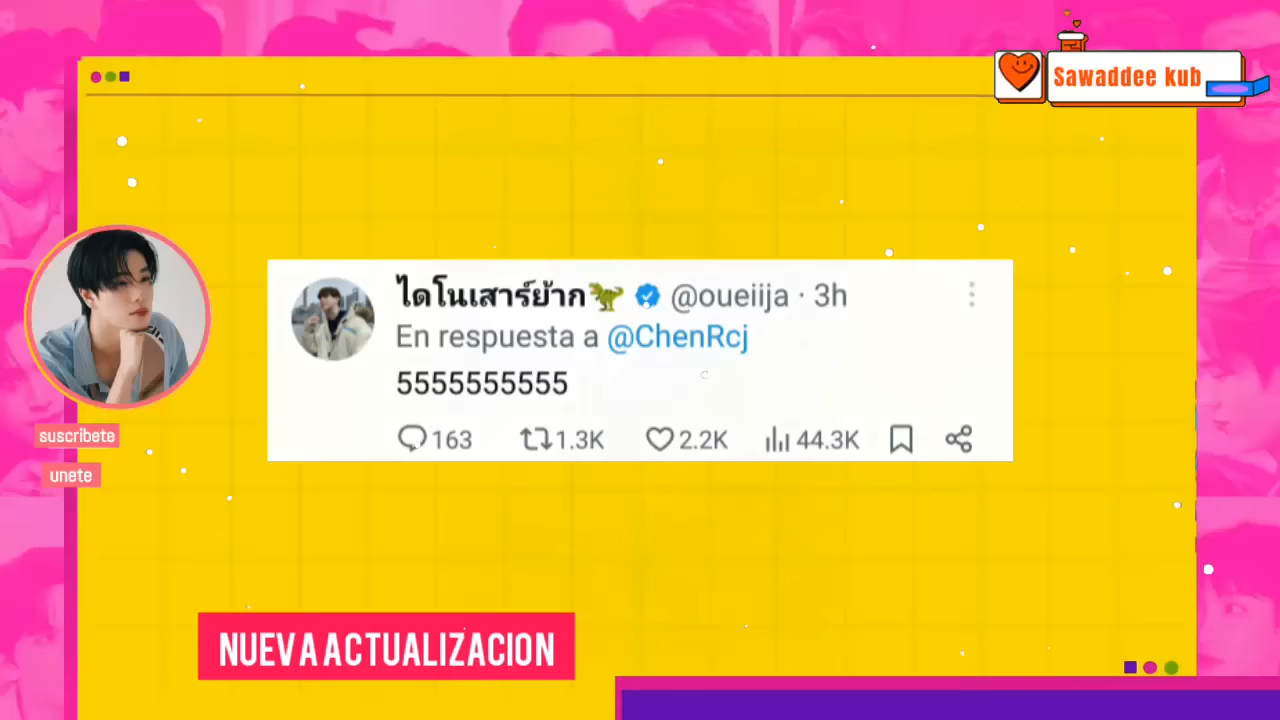 Sawaddee kub
ไดโนเสาร์ย้าก🦖 @oueiija · 3h
En respuesta a @ChenRcj
5555555555
163 1.3K 2.2K 44.3K
suscribete
unete
NUEVA ACTUALIZACION